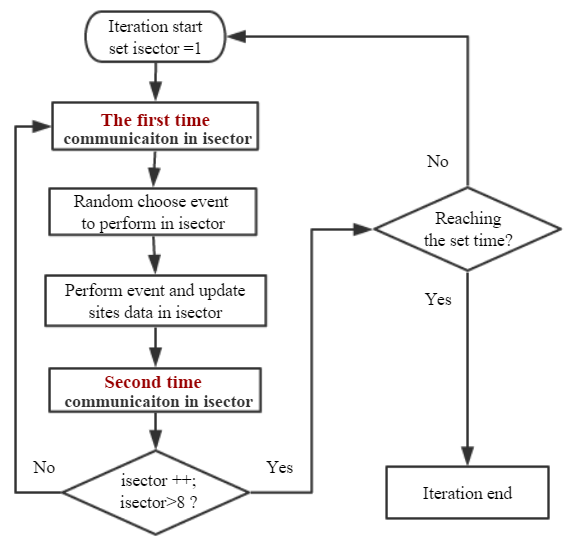 Iteration start
set isector =1
The first time
communicaiton in isector
Random choose event
to perform in isector
Perform event and update
sites data in isector
Second time
communicaiton in isector
isector ++;
isector>8 ?
No
Yes
No
Reaching
the set time?
Yes
Iteration end